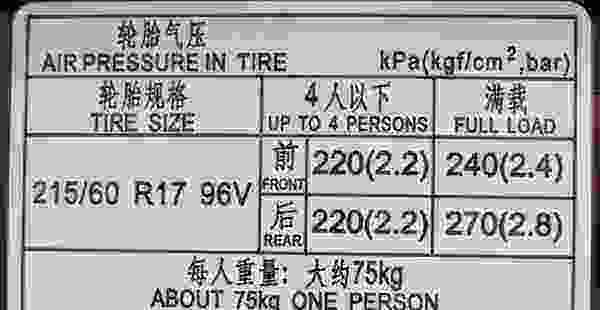 轮胎气压
AIR PRESSURE IN TIRE kPa(kgf/cm²,bar)
轮胎规格 4人以下 满载
TIRE SIZE UP TO 4 PERSONS FULL LOAD
215/60 R17 96V
前 FRONT 220(2.2) 240(2.4)
后 REAR 220(2.2) 270(2.8)
每人重量: 大约75kg
ABOUT 75kg ONE PERSON